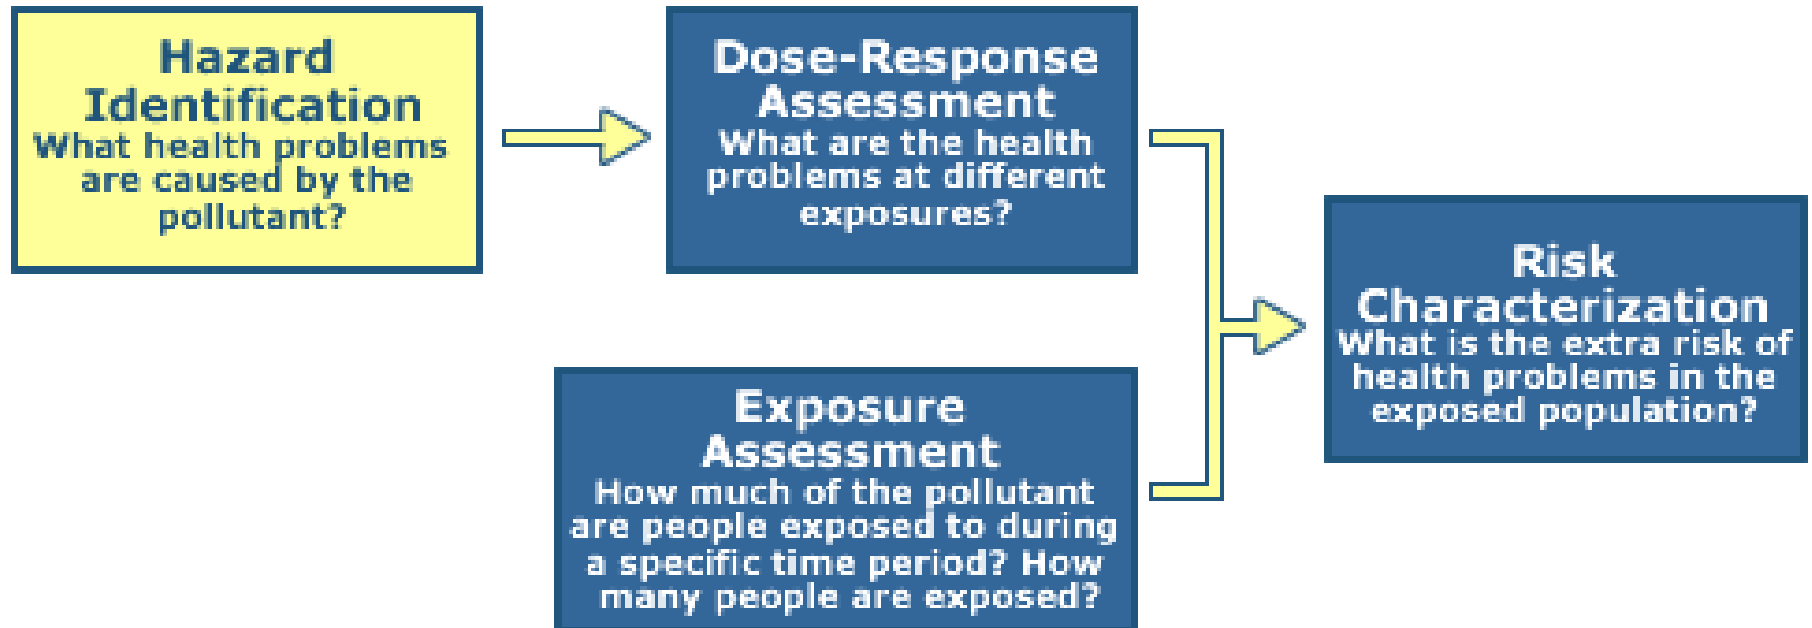 Hazard
Identification
What health problems
are caused by the
pollutant?
Dose-Response
Assessment
What are the health
problems at different
exposures?
Exposure
Assessment
How much of the pollutant
are people exposed to during
a specific time period? How
many people are exposed?
Risk
Characterization
What is the extra risk of
health problems in the
exposed population?